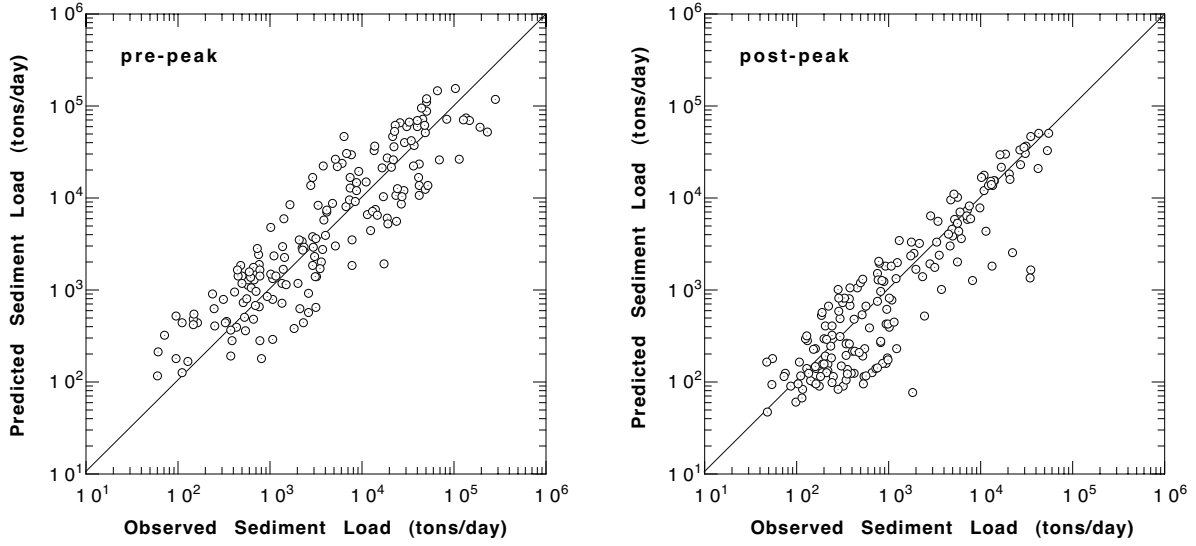 10^6
10^5
10^4
10^3
10^2
10^1
Predicted Sediment Load (tons/day)
pre-peak
10^1 10^2 10^3 10^4 10^5 10^6
Observed Sediment Load (tons/day)
10^6
10^5
10^4
10^3
10^2
10^1
Predicted Sediment Load (tons/day)
post-peak
10^1 10^2 10^3 10^4 10^5 10^6
Observed Sediment Load (tons/day)